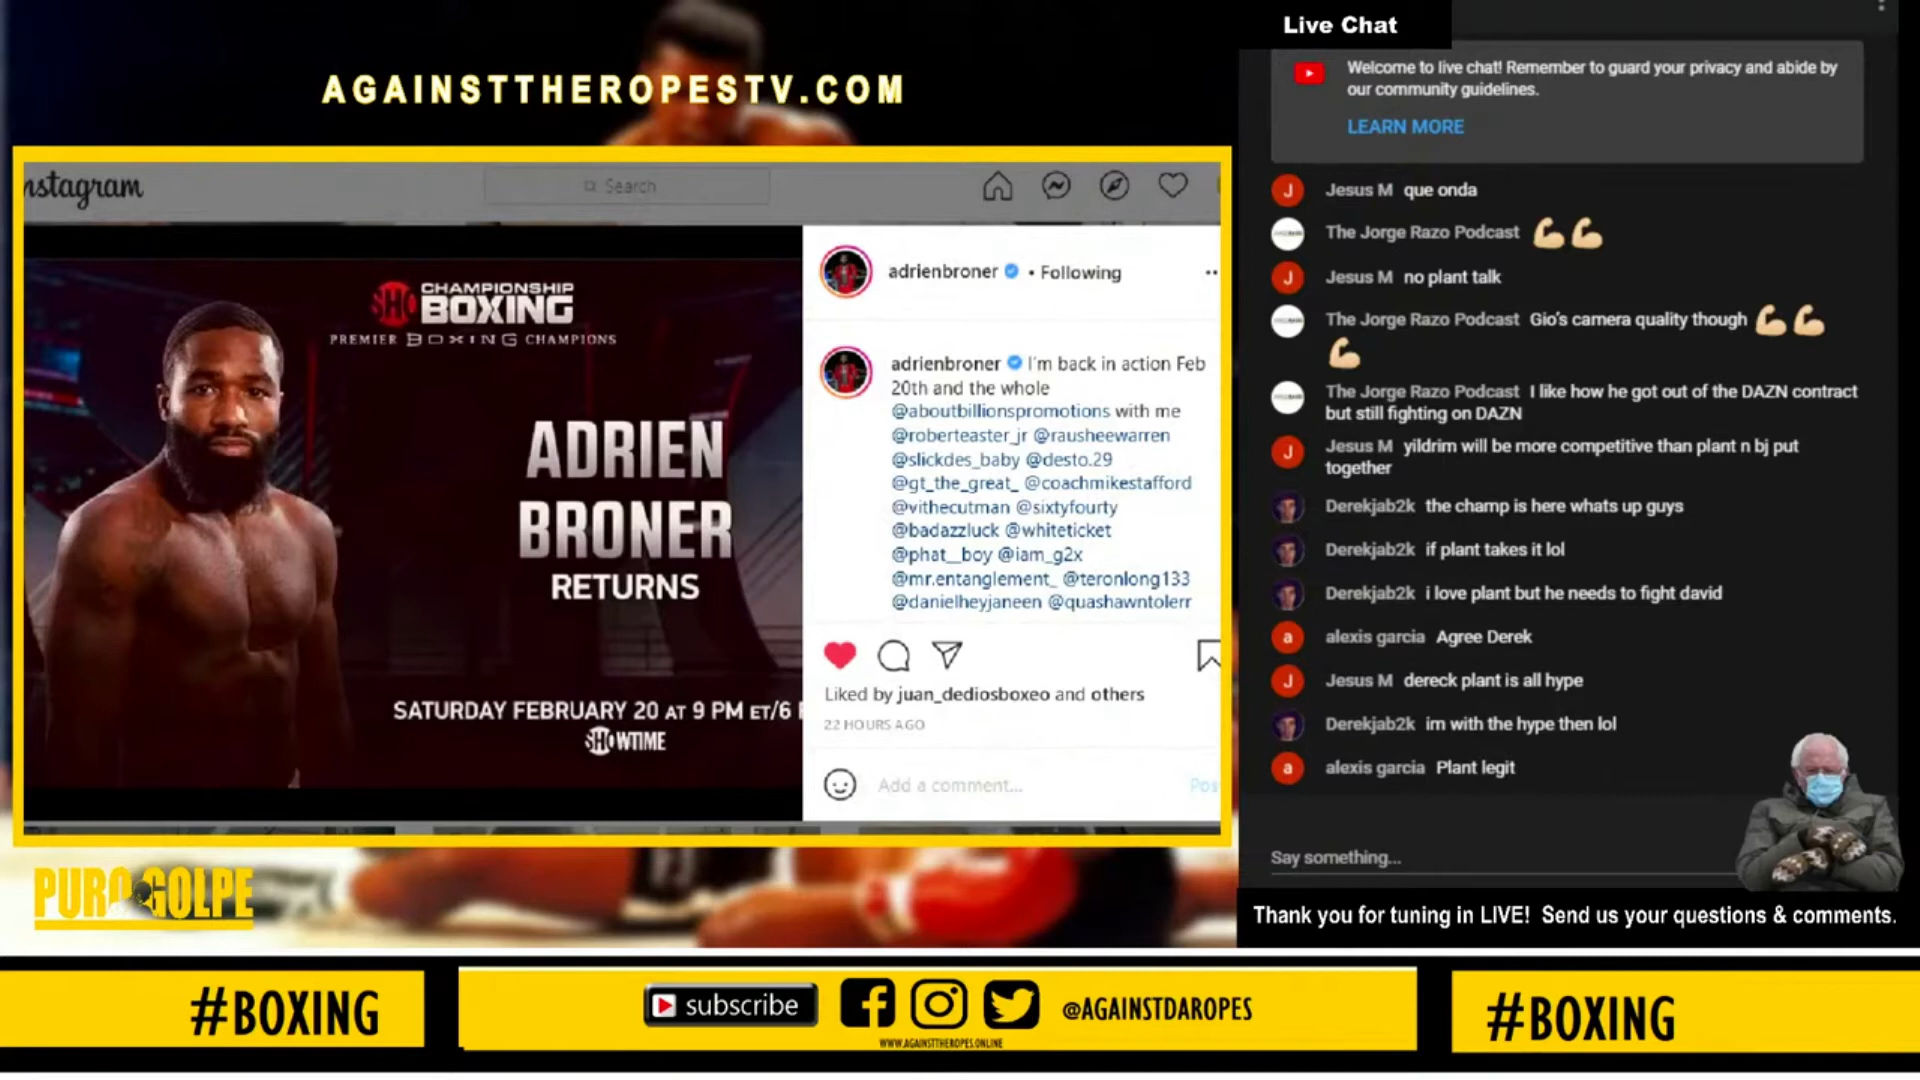 AGAINSTTHEROPESTV.COM
nstagram
Search
SHO CHAMPIONSHIP
BOXING
PREMIER BOXING CHAMPIONS
ADRIEN
BRONER
RETURNS
SATURDAY FEBRUARY 20 AT 9 PM ET/6
SHOWTIME
adrienbroner • Following
adrienbroner I'm back in action Feb
20th and the whole
@aboutbillionspromotions with me
@roberteaster_jr @rausheewarren
@slickdes_baby @desto.29
@gt_the_great_ @coachmikestafford
@vithecutman @sixtyfourty
@badazzluck @whiteticket
@phat__boy @iam_g2x
@mr.entanglement_ @teronlong133
@danielheyjaneen @quashawntolerr
Liked by juan_dediosboxeo and others
22 HOURS AGO
Add a comment...
Pos
PURO GOLPE
Live Chat
Welcome to live chat! Remember to guard your privacy and abide by
our community guidelines.
LEARN MORE
J Jesus M que onda
The Jorge Razo Podcast 💪🏼💪🏼
J Jesus M no plant talk
The Jorge Razo Podcast Gio's camera quality though 💪🏼💪🏼
💪🏼
The Jorge Razo Podcast I like how he got out of the DAZN contract
but still fighting on DAZN
J Jesus M yildrim will be more competitive than plant n bj put
together
Derekjab2k the champ is here whats up guys
Derekjab2k if plant takes it lol
Derekjab2k i love plant but he needs to fight david
a alexis garcia Agree Derek
J Jesus M dereck plant is all hype
Derekjab2k im with the hype then lol
a alexis garcia Plant legit
Say something...
Thank you for tuning in LIVE! Send us your questions & comments.
#BOXING
subscribe
@AGAINSTDAROPES
WWW.AGAINSTTHEROPES.ONLINE
#BOXING